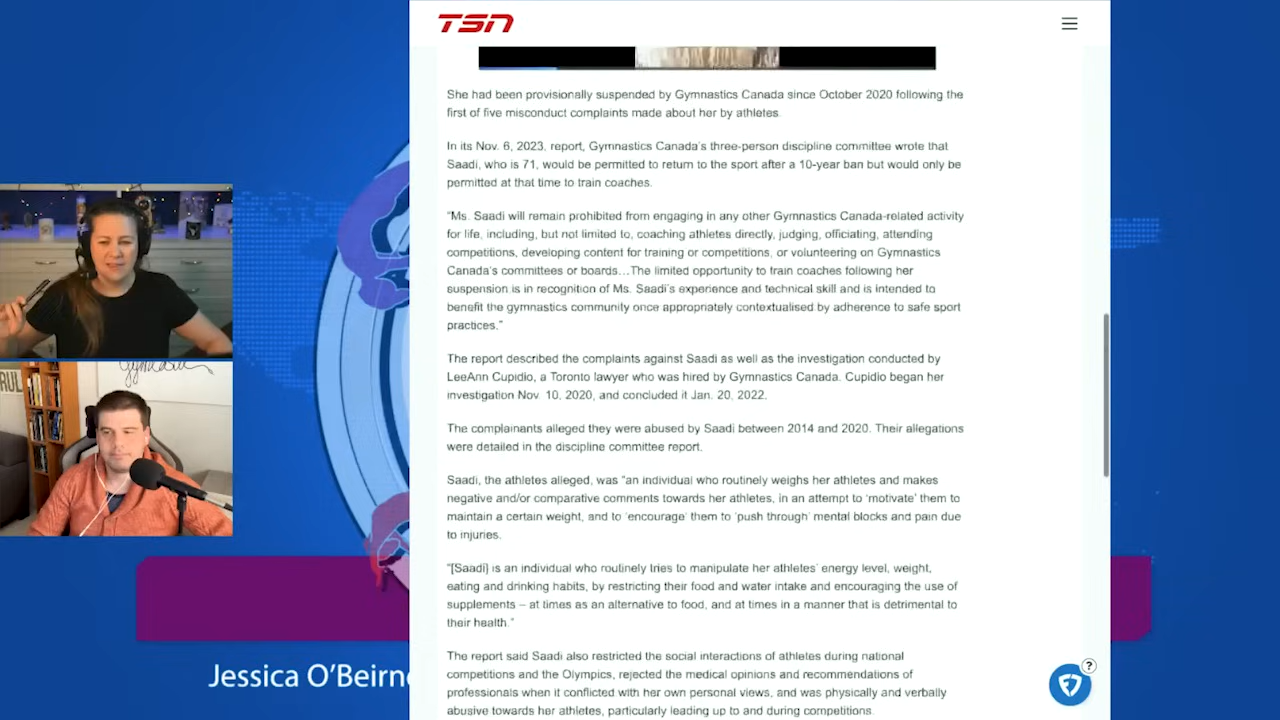 TSN
She had been provisionally suspended by Gymnastics Canada since October 2020 following the
first of five misconduct complaints made about her by athletes.
In its Nov. 6, 2023, report, Gymnastics Canada's three-person discipline committee wrote that
Saadi, who is 71, would be permitted to return to the sport after a 10-year ban but would only be
permitted at that time to train coaches.
"Ms. Saadi will remain prohibited from engaging in any other Gymnastics Canada-related activity
for life, including, but not limited to, coaching athletes directly, judging, officiating, attending
competitions, developing content for training or competitions, or volunteering on Gymnastics
Canada's committees or boards…The limited opportunity to train coaches following her
suspension is in recognition of Ms. Saadi's experience and technical skill and is intended to
benefit the gymnastics community once appropriately contextualised by adherence to safe sport
practices."
The report described the complaints against Saadi as well as the investigation conducted by
LeeAnn Cupidio, a Toronto lawyer who was hired by Gymnastics Canada. Cupidio began her
investigation Nov. 10, 2020, and concluded it Jan. 20, 2022.
The complainants alleged they were abused by Saadi between 2014 and 2020. Their allegations
were detailed in the discipline committee report.
Saadi, the athletes alleged, was "an individual who routinely weighs her athletes and makes
negative and/or comparative comments towards her athletes, in an attempt to 'motivate' them to
maintain a certain weight, and to 'encourage' them to 'push through' mental blocks and pain due
to injuries.
"[Saadi] is an individual who routinely tries to manipulate her athletes' energy level, weight,
eating and drinking habits, by restricting their food and water intake and encouraging the use of
supplements – at times as an alternative to food, and at times in a manner that is detrimental to
their health."
The report said Saadi also restricted the social interactions of athletes during national
competitions and the Olympics, rejected the medical opinions and recommendations of
professionals when it conflicted with her own personal views, and was physically and verbally
abusive towards her athletes, particularly leading up to and during competitions.
?
Jessica O'Beirne